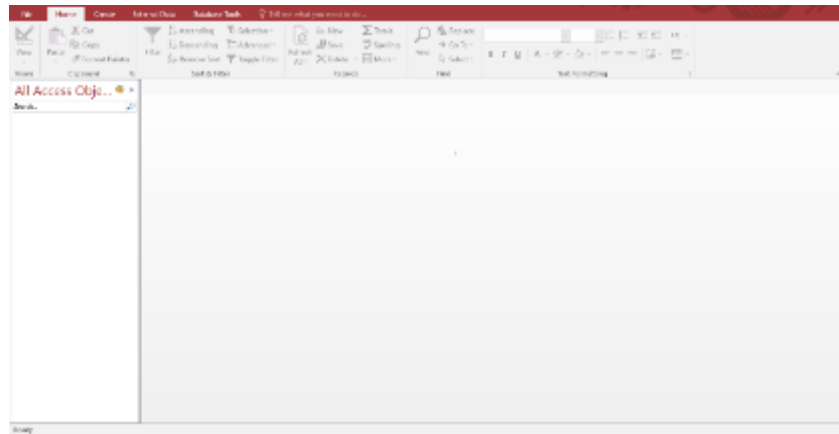 File Home Create External Data Database Tools Tell me what you want to do...
View Paste Cut Copy Format Painter Filter Ascending Descending Remove Sort Selection Advanced Toggle Filter Refresh All New Save Delete Totals Spelling More Find Replace Go To Select
B I U A
Views Clipboard Sort & Filter Records Find Text Formatting
All Access Obje...
Search...
Ready